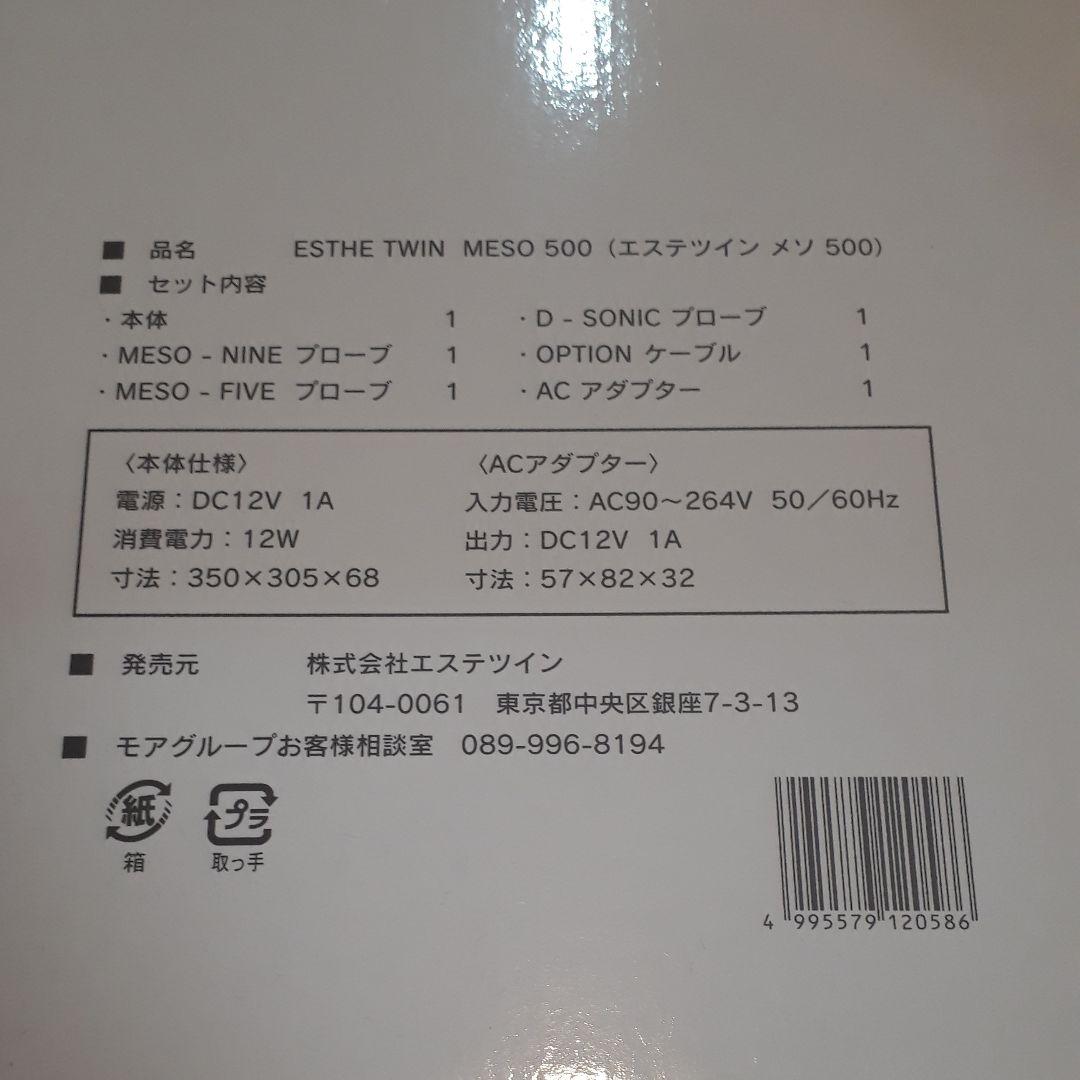 ■ 品名 ESTHE TWIN MESO 500（エステツイン メソ 500）
■ セット内容
・本体 1 ・D - SONIC プローブ 1
・MESO - NINE プローブ 1 ・OPTION ケーブル 1
・MESO - FIVE プローブ 1 ・AC アダプター 1
〈本体仕様〉 〈ACアダプター〉
電源：DC12V 1A 入力電圧：AC90～264V 50／60Hz
消費電力：12W 出力：DC12V 1A
寸法：350×305×68 寸法：57×82×32
■ 発売元 株式会社エステツイン
〒104-0061 東京都中央区銀座7-3-13
■ モアグループお客様相談室 089-996-8194
紙 プラ
箱 取っ手
4 995579 120586